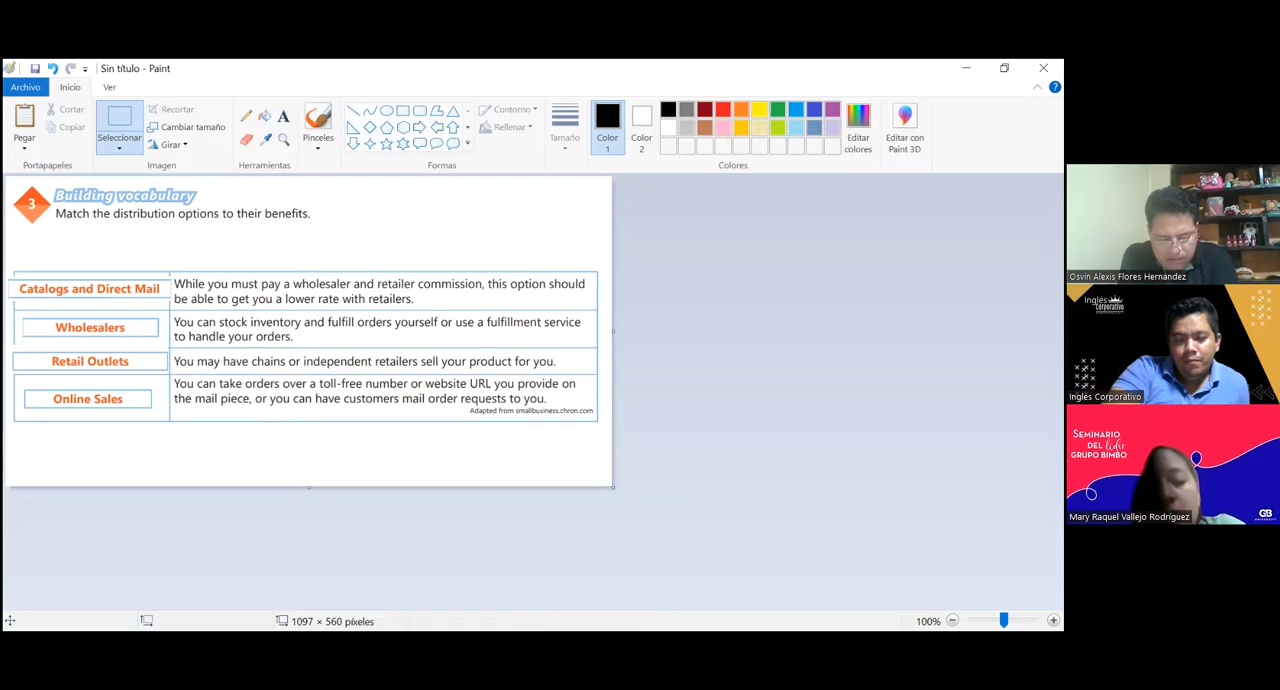 Sin título - Paint
Archivo
Inicio
Ver
Pegar
Cortar
Copiar
Portapapeles
Seleccionar
Recortar
Cambiar tamaño
Girar
Imagen
A
Herramientas
Pinceles
Contorno
Rellenar
Formas
Tamaño
Color 1
Color 2
Editar colores
Colores
Editar con Paint 3D
3
Building vocabulary
Match the distribution options to their benefits.
Catalogs and Direct Mail
While you must pay a wholesaler and retailer commission, this option should
be able to get you a lower rate with retailers.
Wholesalers
You can stock inventory and fulfill orders yourself or use a fulfillment service
to handle your orders.
Retail Outlets
You may have chains or independent retailers sell your product for you.
Online Sales
You can take orders over a toll-free number or website URL you provide on
the mail piece, or you can have customers mail order requests to you.
Adapted from smallbusiness.chron.com
1097 × 560 píxeles
100%
Osvin Alexis Flores Hernandez
Inglés
Corporativo
Inglés Corporativo
SEMINARIO
DEL líder
GRUPO BIMBO
Mary Raquel Vallejo Rodríguez
GB
UNIVERSITY